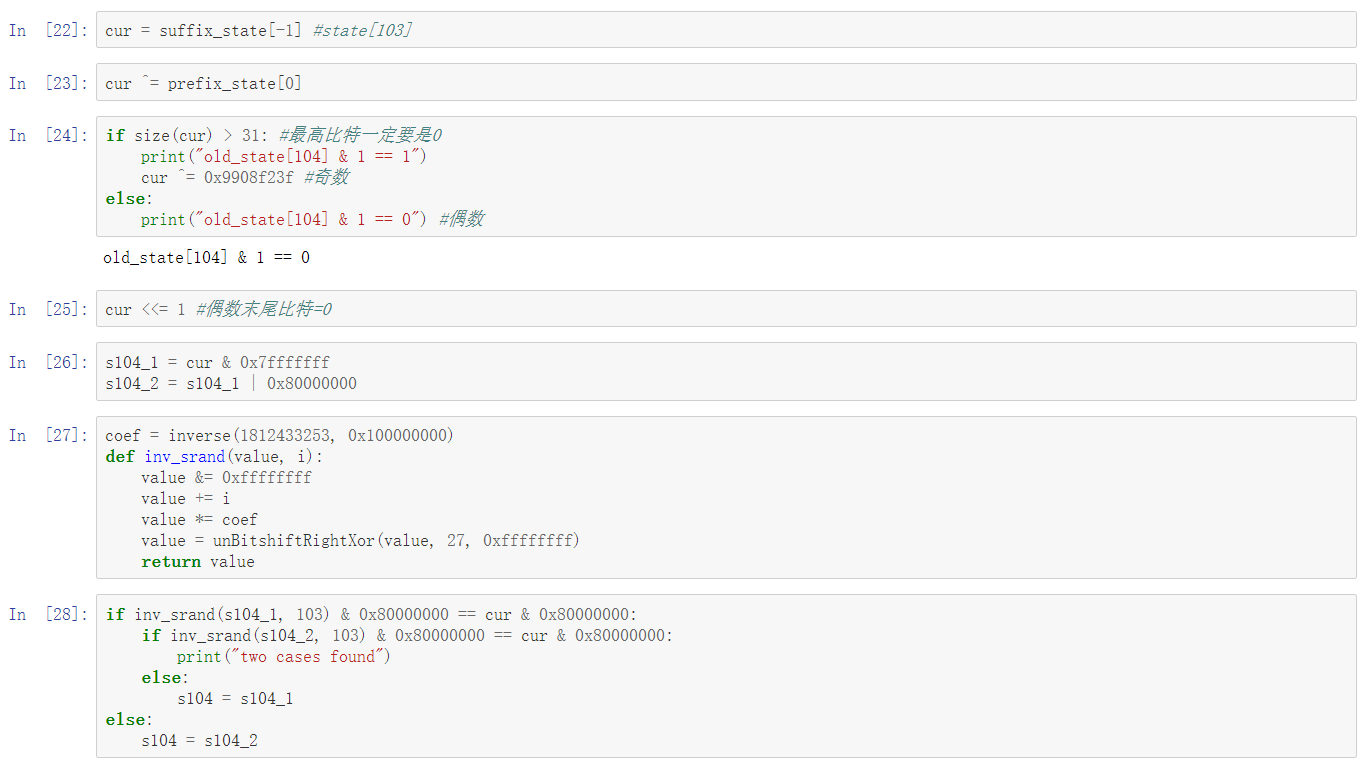 In [22]: cur = suffix_state[-1] #state[103]
In [23]: cur ^= prefix_state[0]
In [24]: if size(cur) > 31: #最高比特一定要是0
    print("old_state[104] & 1 == 1")
    cur ^= 0x9908f23f #奇数
else:
    print("old_state[104] & 1 == 0") #偶数
old_state[104] & 1 == 0
In [25]: cur <<= 1 #偶数末尾比特=0
In [26]: s104_1 = cur & 0x7fffffff
s104_2 = s104_1 | 0x80000000
In [27]: coef = inverse(1812433253, 0x100000000)
def inv_srand(value, i):
    value &= 0xffffffff
    value += i
    value *= coef
    value = unBitshiftRightXor(value, 27, 0xffffffff)
    return value
In [28]: if inv_srand(s104_1, 103) & 0x80000000 == cur & 0x80000000:
    if inv_srand(s104_2, 103) & 0x80000000 == cur & 0x80000000:
        print("two cases found")
    else:
        s104 = s104_1
else:
    s104 = s104_2